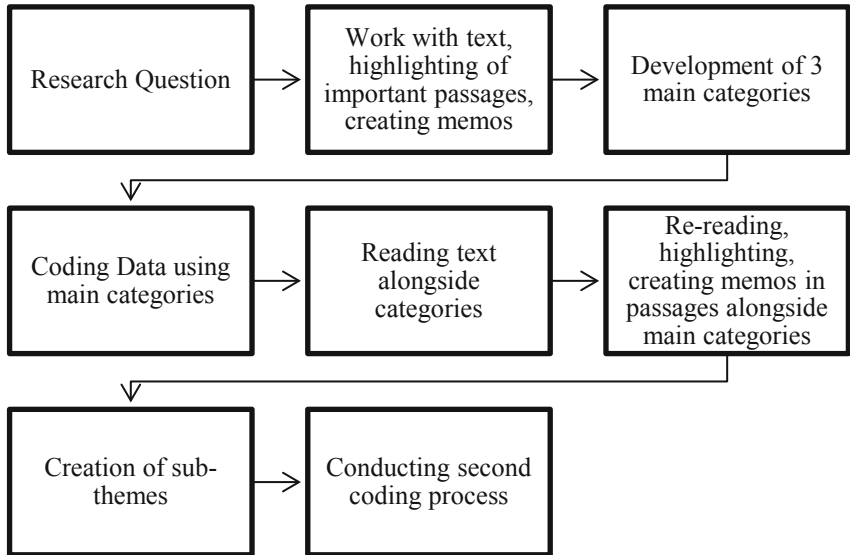 Research Question
Work with text,
highlighting of
important passages,
creating memos
Development of 3
main categories
Coding Data using
main categories
Reading text
alongside
categories
Re-reading,
highlighting,
creating memos in
passages alongside
main categories
Creation of sub-
themes
Conducting second
coding process